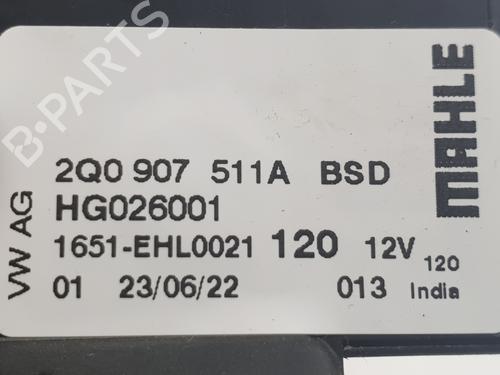 B-PARTS
MAHLE
VW AG
2Q0 907 511A BSD
HG026001
1651-EHL0021 120 12V 120
01 23/06/22 013 India